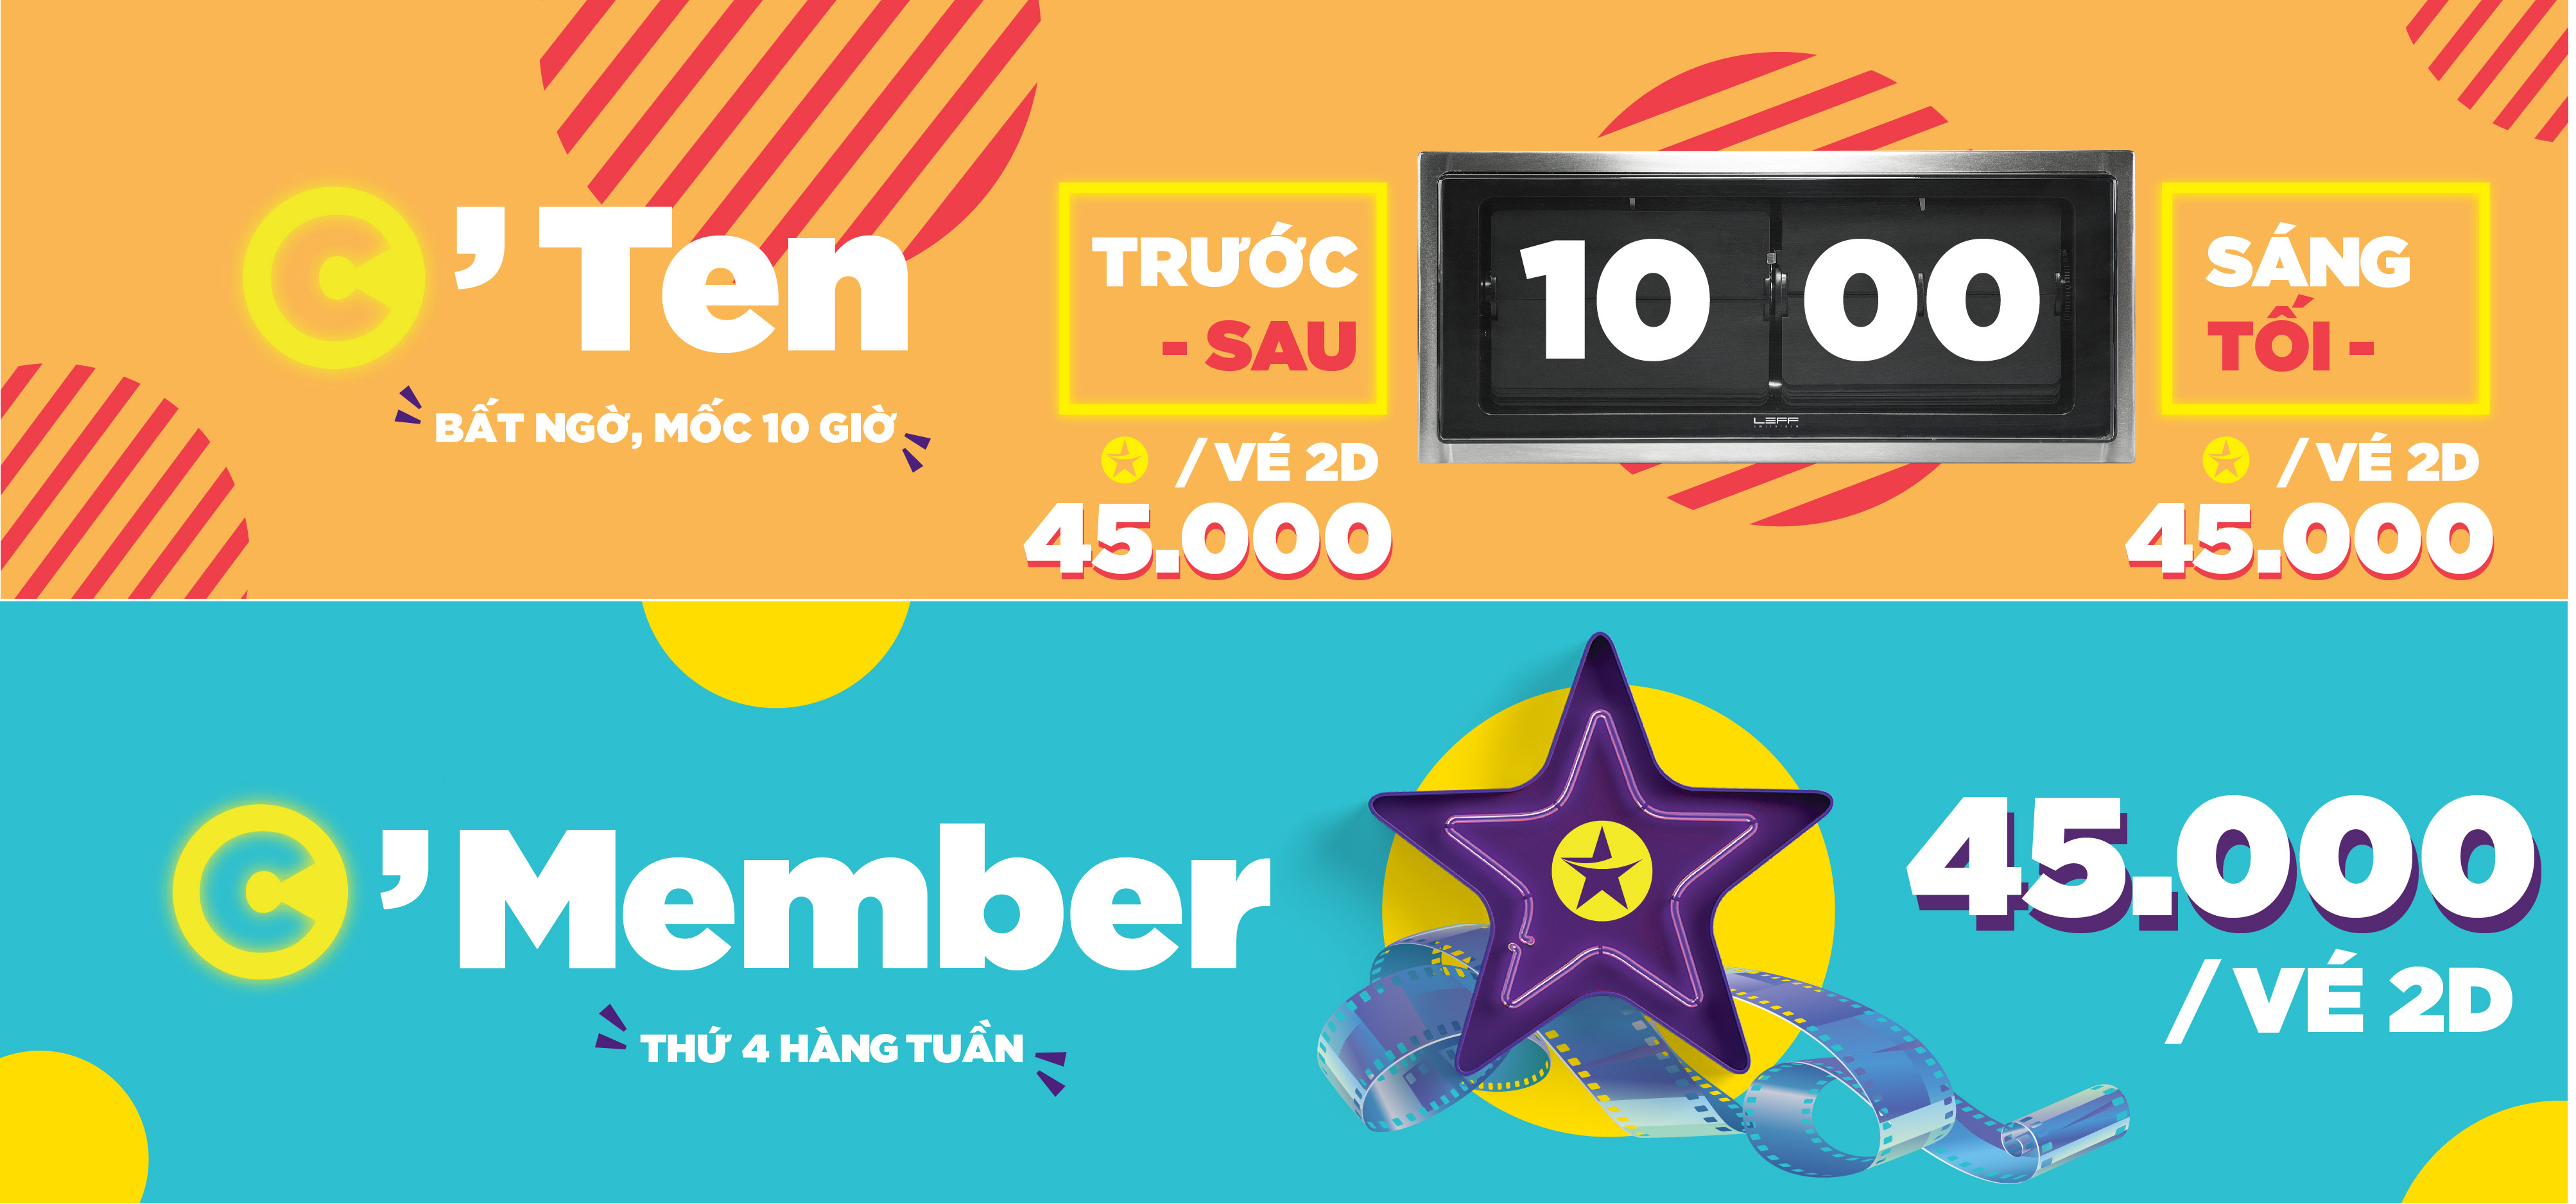 C'Ten
BẤT NGỜ, MỐC 10 GIỜ
TRƯỚC
- SAU
10 00
LEFF
SÁNG
TỐI -
/VÉ 2D
45.000
/VÉ 2D
45.000
C'Member
THỨ 4 HÀNG TUẦN
45.000
/VÉ 2D